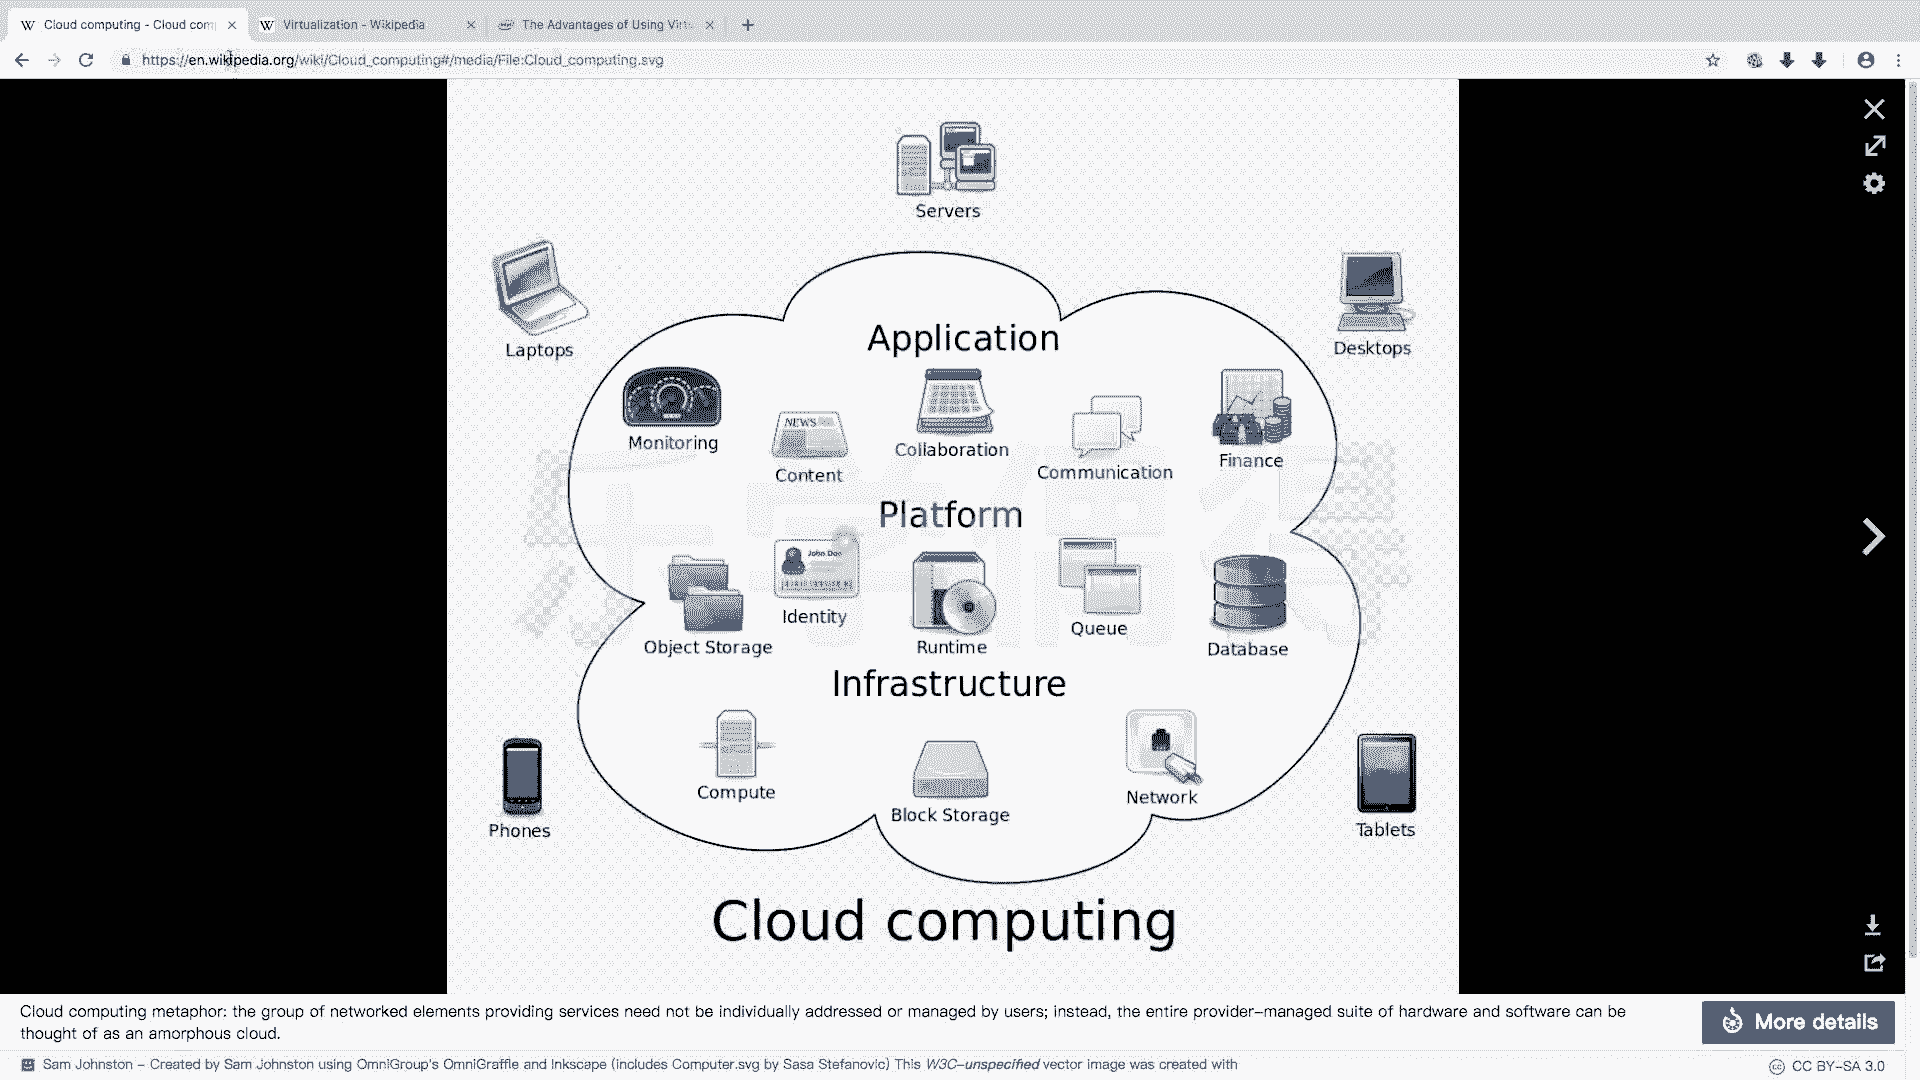 Cloud computing - Cloud com
Virtualization - Wikipedia
The Advantages of Using Virt
https://en.wikipedia.org/wiki/Cloud_computing#/media/File:Cloud_computing.svg
Servers
Laptops
Desktops
Application
Monitoring
Content
NEWS
Collaboration
Communication
Finance
Platform
Object Storage
John Doe
Identity
Runtime
Queue
Database
Infrastructure
Compute
Block Storage
Network
Phones
Tablets
Cloud computing
Cloud computing metaphor: the group of networked elements providing services need not be individually addressed or managed by users; instead, the entire provider-managed suite of hardware and software can be
thought of as an amorphous cloud.
More details
Sam Johnston – Created by Sam Johnston using OmniGroup's OmniGraffle and Inkscape (includes Computer.svg by Sasa Stefanovic) This W3C-unspecified vector image was created with
CC BY-SA 3.0